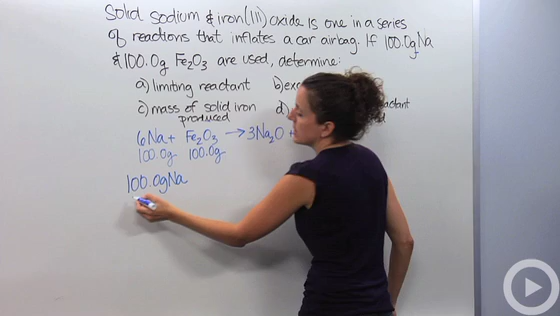 Solid sodium & iron(III) oxide is one in a series
of reactions that inflates a car airbag. If 100.0g Na
& 100.0g Fe2O3 are used, determine:
a) limiting reactant b)
c) mass of solid iron produced d)
6Na + Fe2O3 → 3Na2O +
100.0g 100.0g
100.0gNa